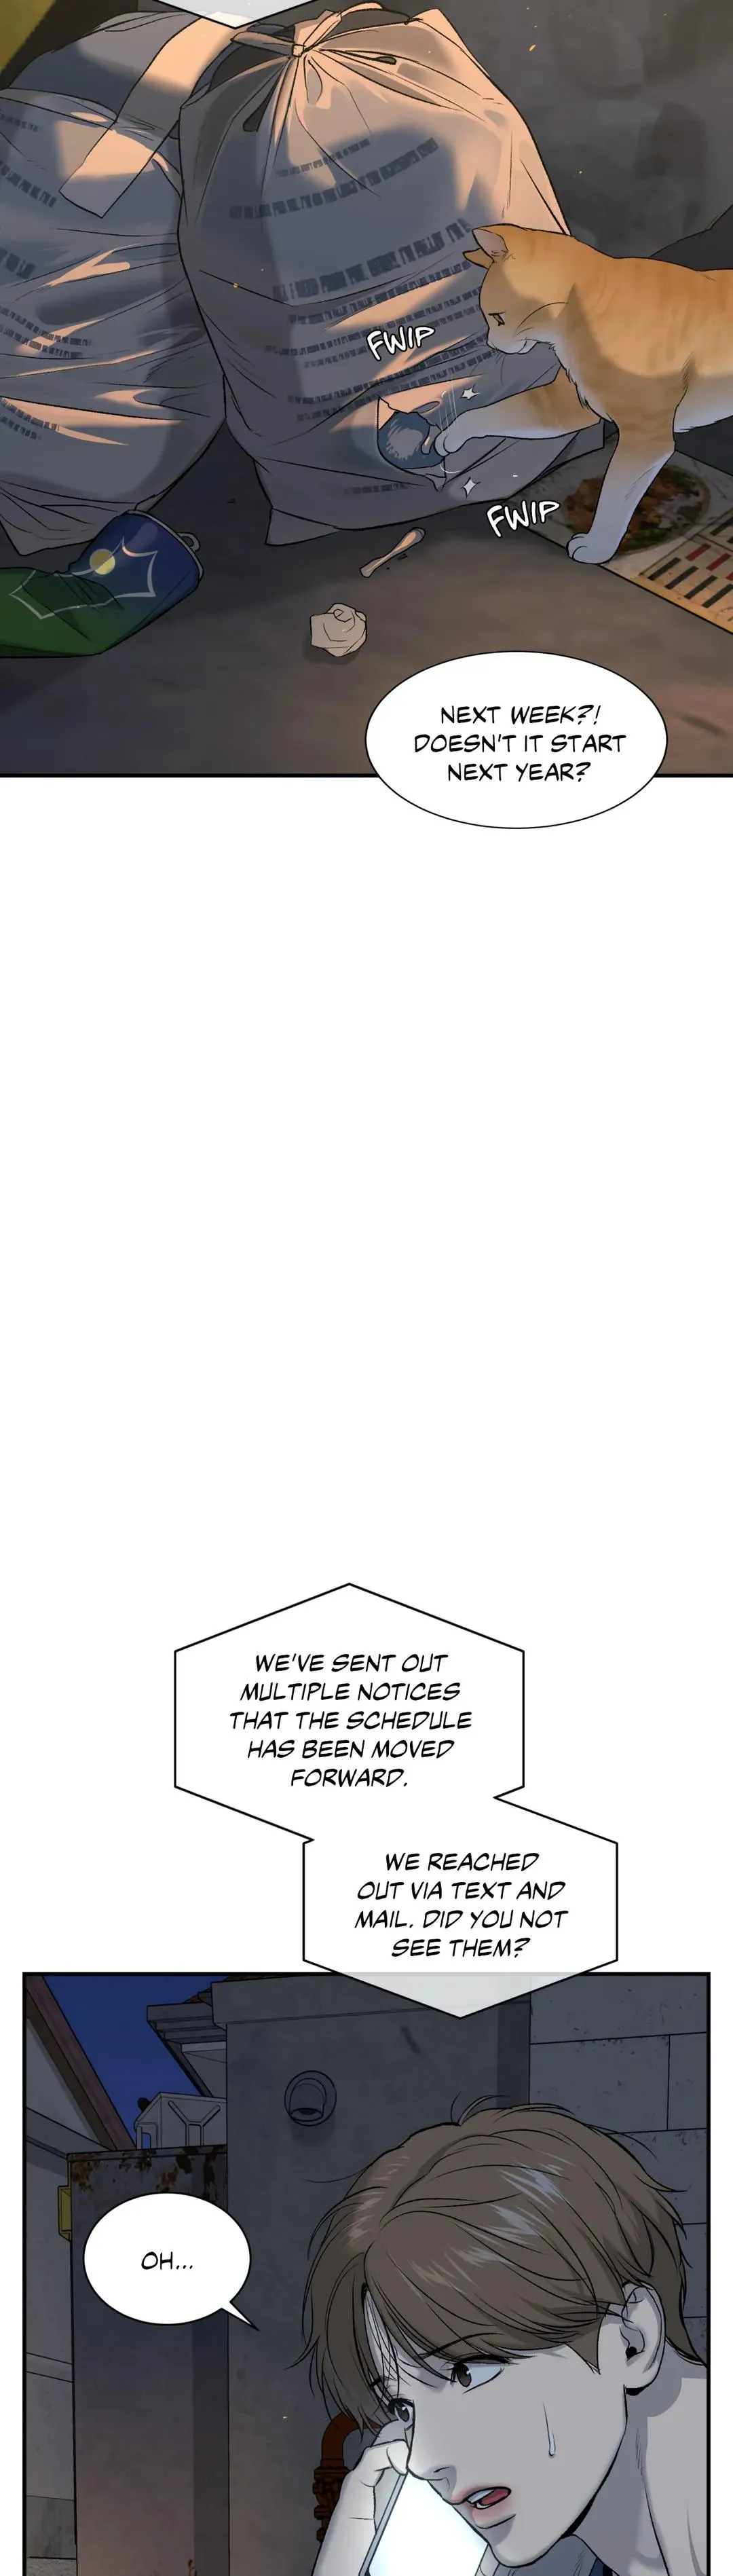 FWIP
FWIP
NEXT WEEK?!
DOESN'T IT START
NEXT YEAR?
WE'VE SENT OUT
MULTIPLE NOTICES
THAT THE SCHEDULE
HAS BEEN MOVED
FORWARD.
WE REACHED
OUT VIA TEXT AND
MAIL. DID YOU NOT
SEE THEM?
OH...